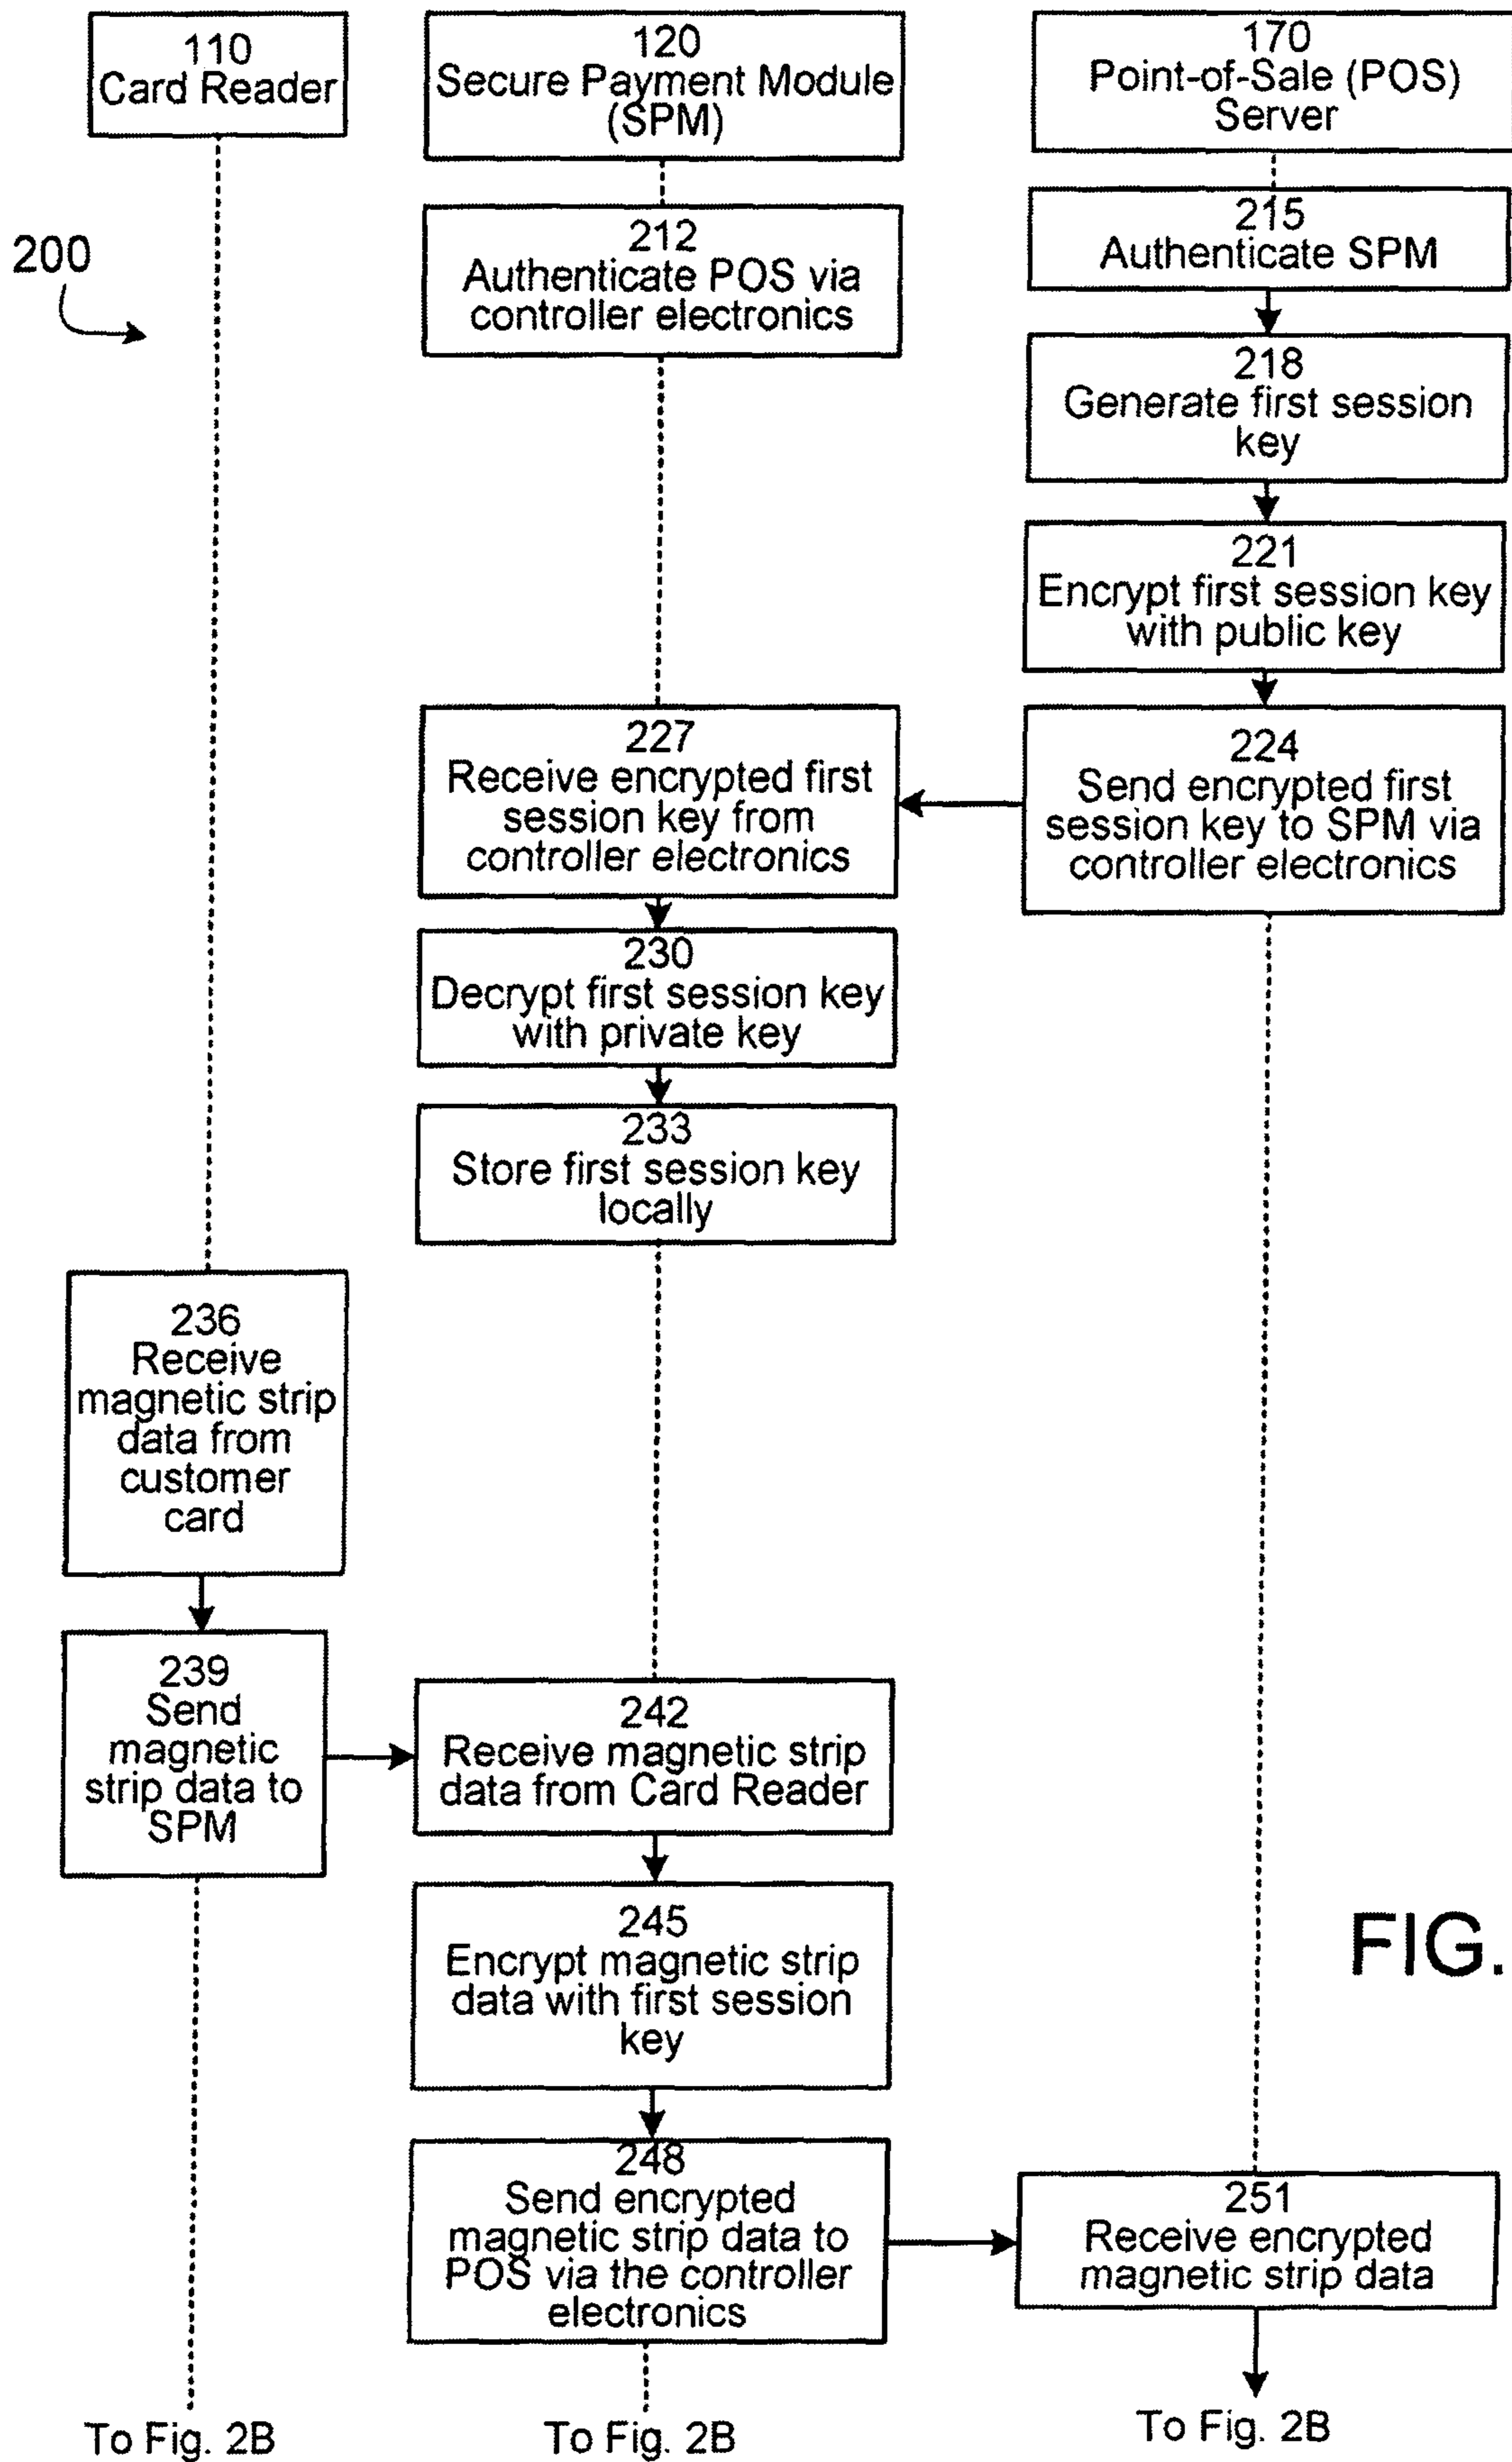 110
Card Reader
120
Secure Payment Module
(SPM)
170
Point-of-Sale (POS)
Server
200
212
Authenticate POS via
controller electronics
215
Authenticate SPM
218
Generate first session
key
221
Encrypt first session key
with public key
224
Send encrypted first
session key to SPM via
controller electronics
227
Receive encrypted first
session key from
controller electronics
230
Decrypt first session key
with private key
233
Store first session key
locally
236
Receive
magnetic strip
data from
customer
card
239
Send
magnetic
strip data to
SPM
242
Receive magnetic strip
data from Card Reader
245
Encrypt magnetic strip
data with first session
key
FIG.
248
Send encrypted
magnetic strip data to
POS via the controller
electronics
251
Receive encrypted
magnetic strip data
To Fig. 2B
To Fig. 2B
To Fig. 2B